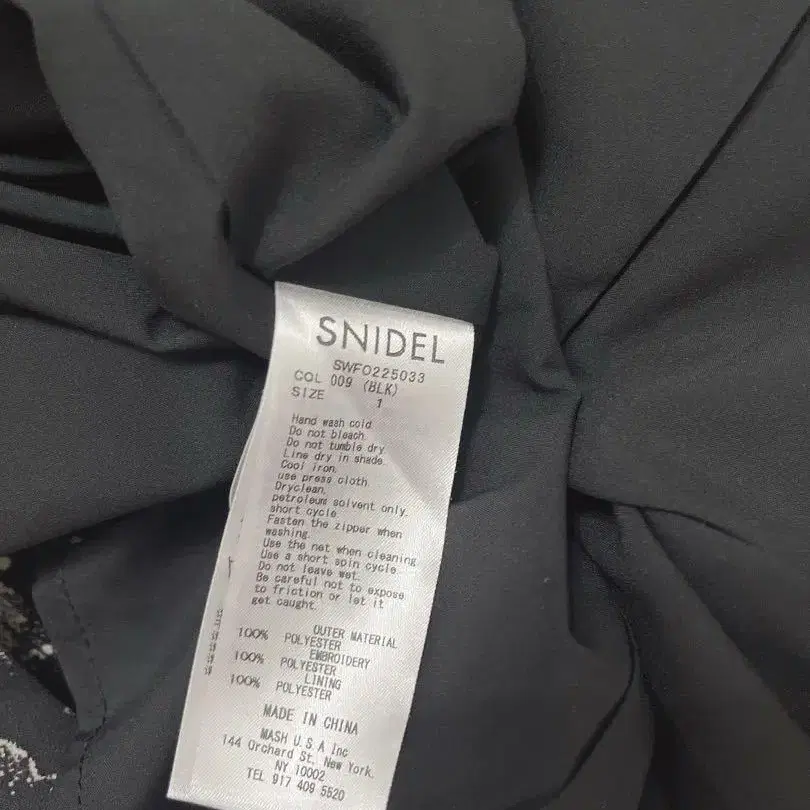 SNIDEL
SWFO225033
COL 009 (BLK)
SIZE 1
Hand wash cold.
Do not bleach.
Do not tumble dry.
Line dry in shade.
Cool iron.
use press cloth.
Dryclean.
petroleum solvent only.
short cycle.
Fasten the zipper when
washing.
Use the net when cleaning.
Use a short spin cycle.
Do not leave wet.
Be careful not to expose
to friction or let it
get caught.
OUTER MATERIAL
100% POLYESTER
EMBROIDERY
100% POLYESTER
LINING
100% POLYESTER
MADE IN CHINA
MASH U.S.A Inc
144 Orchard St. New York.
NY 10002
TEL 917 409 5520